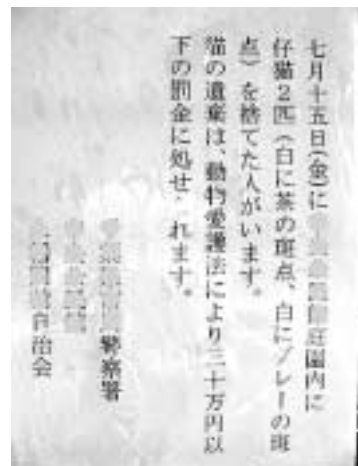 七月十五日(金)に 庭園内に
仔猫2匹(白に茶の斑点、白にグレーの斑
点)を捨てた人がいます。
猫の遺棄は、動物愛護法により三十万円以
下の罰金に処せられます。
警察署
自治会